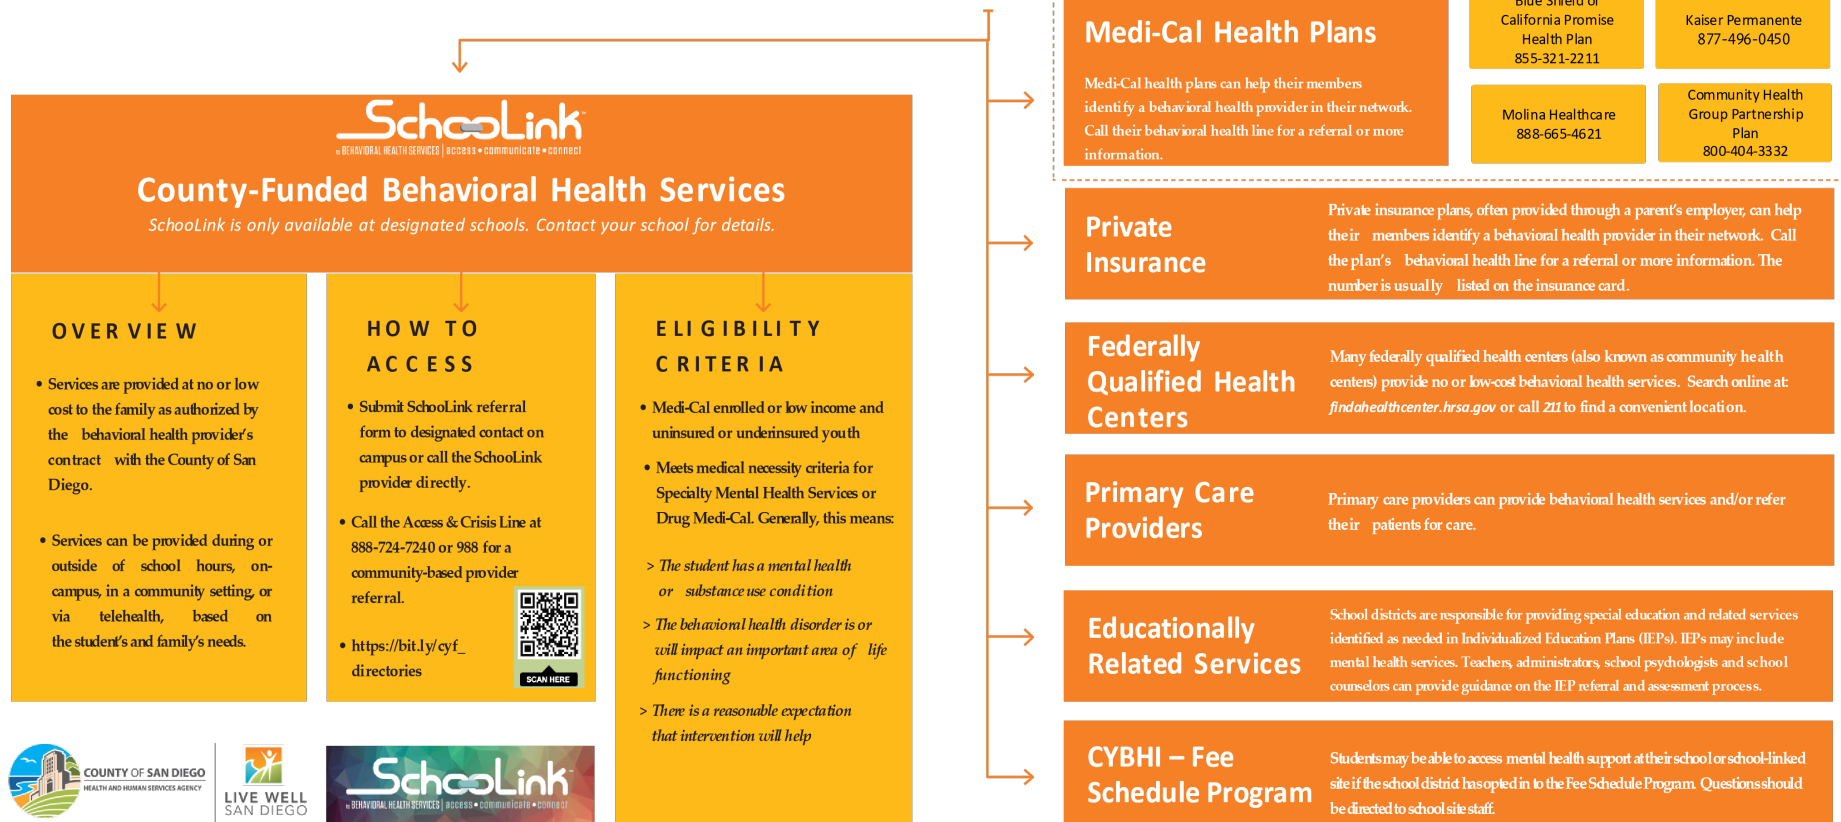 SchooLink™
to BEHAVIORAL HEALTH SERVICES | access • communicate • connect
County-Funded Behavioral Health Services
SchooLink is only available at designated schools. Contact your school for details.
OVERVIEW
• Services are provided at no or low
cost to the family as authorized by
the behavioral health provider's
contract with the County of San
Diego.
• Services can be provided during or
outside of school hours, on-
campus, in a community setting, or
via telehealth, based on
the student's and family's needs.
HOW TO
ACCESS
• Submit SchooLink referral
form to designated contact on
campus or call the SchooLink
provider directly.
• Call the Access & Crisis Line at
888-724-7240 or 988 for a
community-based provider
referral.
• https://bit.ly/cyf_
directories
SCAN HERE
ELIGIBILITY
CRITERIA
• Medi-Cal enrolled or low income and
uninsured or underinsured youth
• Meets medical necessity criteria for
Specialty Mental Health Services or
Drug Medi-Cal. Generally, this means:
> The student has a mental health
or substance use condition
> The behavioral health disorder is or
will impact an important area of life
functioning
> There is a reasonable expectation
that intervention will help
COUNTY OF SAN DIEGO
HEALTH AND HUMAN SERVICES AGENCY
LIVE WELL
SAN DIEGO
SchooLink™
to BEHAVIORAL HEALTH SERVICES | access • communicate • connect
Medi-Cal Health Plans
Medi-Cal health plans can help their members
identify a behavioral health provider in their network.
Call their behavioral health line for a referral or more
information.
Blue Shield of
California Promise
Health Plan
855-321-2211
Kaiser Permanente
877-496-0450
Molina Healthcare
888-665-4621
Community Health
Group Partnership
Plan
800-404-3332
Private
Insurance
Private insurance plans, often provided through a parent's employer, can help
their members identify a behavioral health provider in their network. Call
the plan's behavioral health line for a referral or more information. The
number is usually listed on the insurance card.
Federally
Qualified Health
Centers
Many federally qualified health centers (also known as community health
centers) provide no or low-cost behavioral health services. Search online at:
findahealthcenter.hrsa.gov or call 211 to find a convenient location.
Primary Care
Providers
Primary care providers can provide behavioral health services and/or refer
their patients for care.
Educationally
Related Services
School districts are responsible for providing special education and related services
identified as needed in Individualized Education Plans (IEPs). IEPs may include
mental health services. Teachers, administrators, school psychologists and school
counselors can provide guidance on the IEP referral and assessment process.
CYBHI – Fee
Schedule Program
Students may be able to access mental health support at their school or school-linked
site if the school district has opted in to the Fee Schedule Program. Questions should
be directed to school site staff.